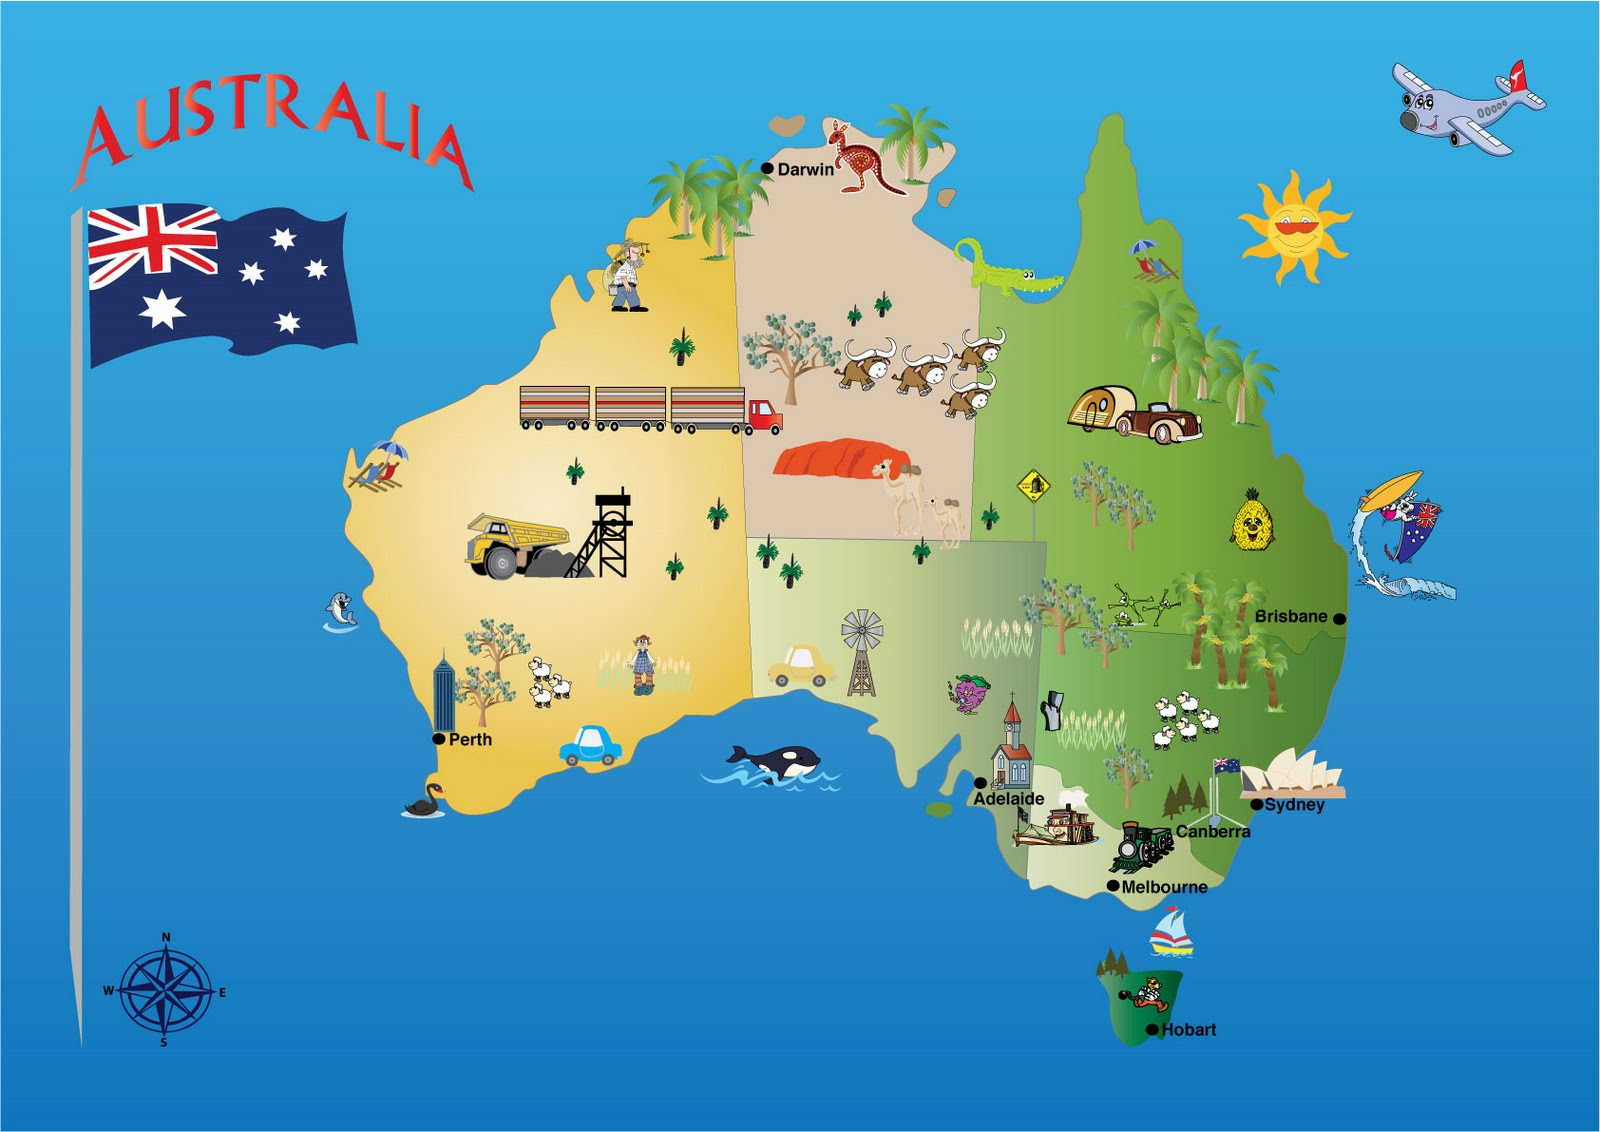 AUSTRALIA
Darwin
Brisbane
Perth
Adelaide
Sydney
Canberra
Melbourne
Hobart
N
W
E
S